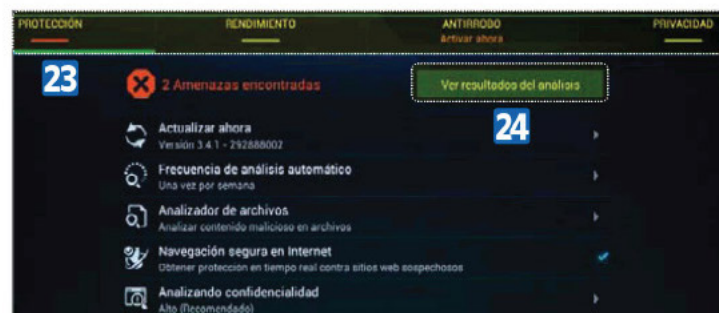 PROTECCIÓN RENDIMIENTO ANTIRROBO PRIVACIDAD
Activar ahora
23
2 Amenazas encontradas Ver resultados del análisis
24
Actualizar ahora
Versión 3.4.1 - 292888002
Frecuencia de análisis automático
Una vez por semana
Analizador de archivos
Analizar contenido malicioso en archivos
Navegación segura en Internet
Obtener protección en tiempo real contra sitios web sospechosos
Analizando confidencialidad
Alto (Recomendado)